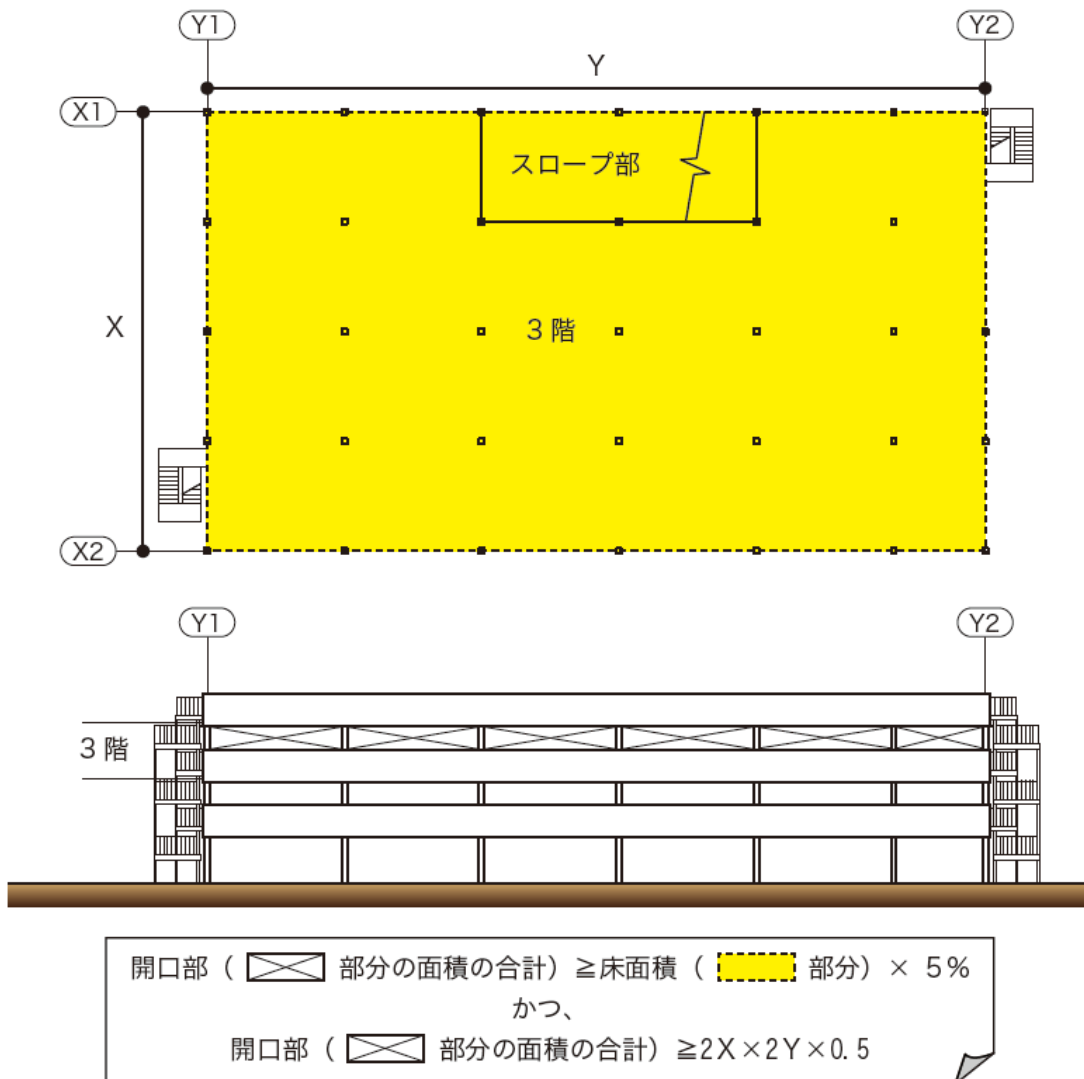 Y1 Y2
Y
X1
スロープ部
X
3階
X2
Y1 Y2
3階
開口部（ 部分の面積の合計）≧床面積（ 部分）× 5%
かつ、
開口部（ 部分の面積の合計）≧2X×2Y×0.5